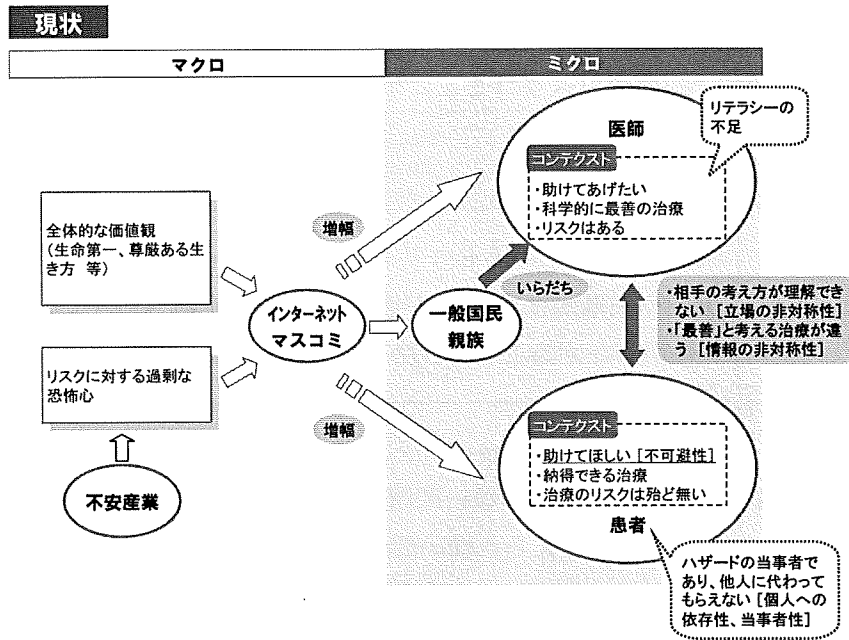 現状
マクロ
ミクロ
リテラシーの
不足
医師
コンテクスト
・助けてあげたい
・科学的に最善の治療
・リスクはある
全体的な価値観
(生命第一、尊厳ある生
き方 等)
増幅
いらだち
インターネット
マスコミ
一般国民
親族
・相手の考え方が理解でき
ない [立場の非対称性]
・「最善」と考える治療が違
う [情報の非対称性]
リスクに対する過剰な
恐怖心
増幅
不安産業
コンテクスト
・助けてほしい [不可避性]
・納得できる治療
・治療のリスクは殆ど無い
患者
ハザードの当事者で
あり、他人に代わって
もらえない [個人への
依存性、当事者性]